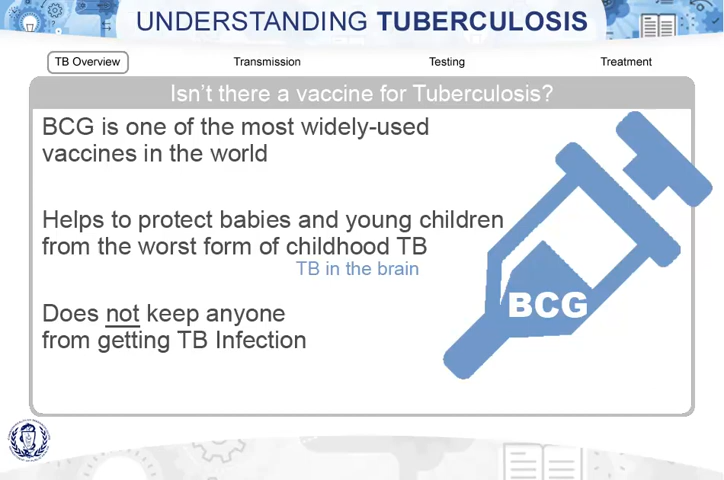 UNDERSTANDING TUBERCULOSIS
TB Overview
Transmission
Testing
Treatment
Isn't there a vaccine for Tuberculosis?
BCG is one of the most widely-used
vaccines in the world
Helps to protect babies and young children
from the worst form of childhood TB
TB in the brain
Does not keep anyone
from getting TB Infection
BCG